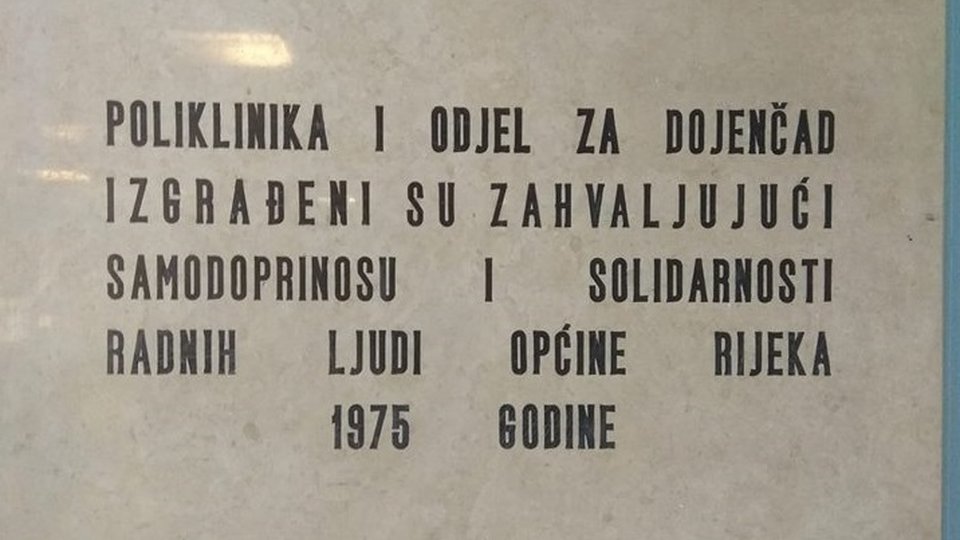 POLIKLINIKA I ODJEL ZA DOJENČAD
IZGRAĐENI SU ZAHVALJUJUĆI
SAMODOPRINOSU I SOLIDARNOSTI
RADNIH LJUDI OPĆINE RIJEKA
1975 GODINE